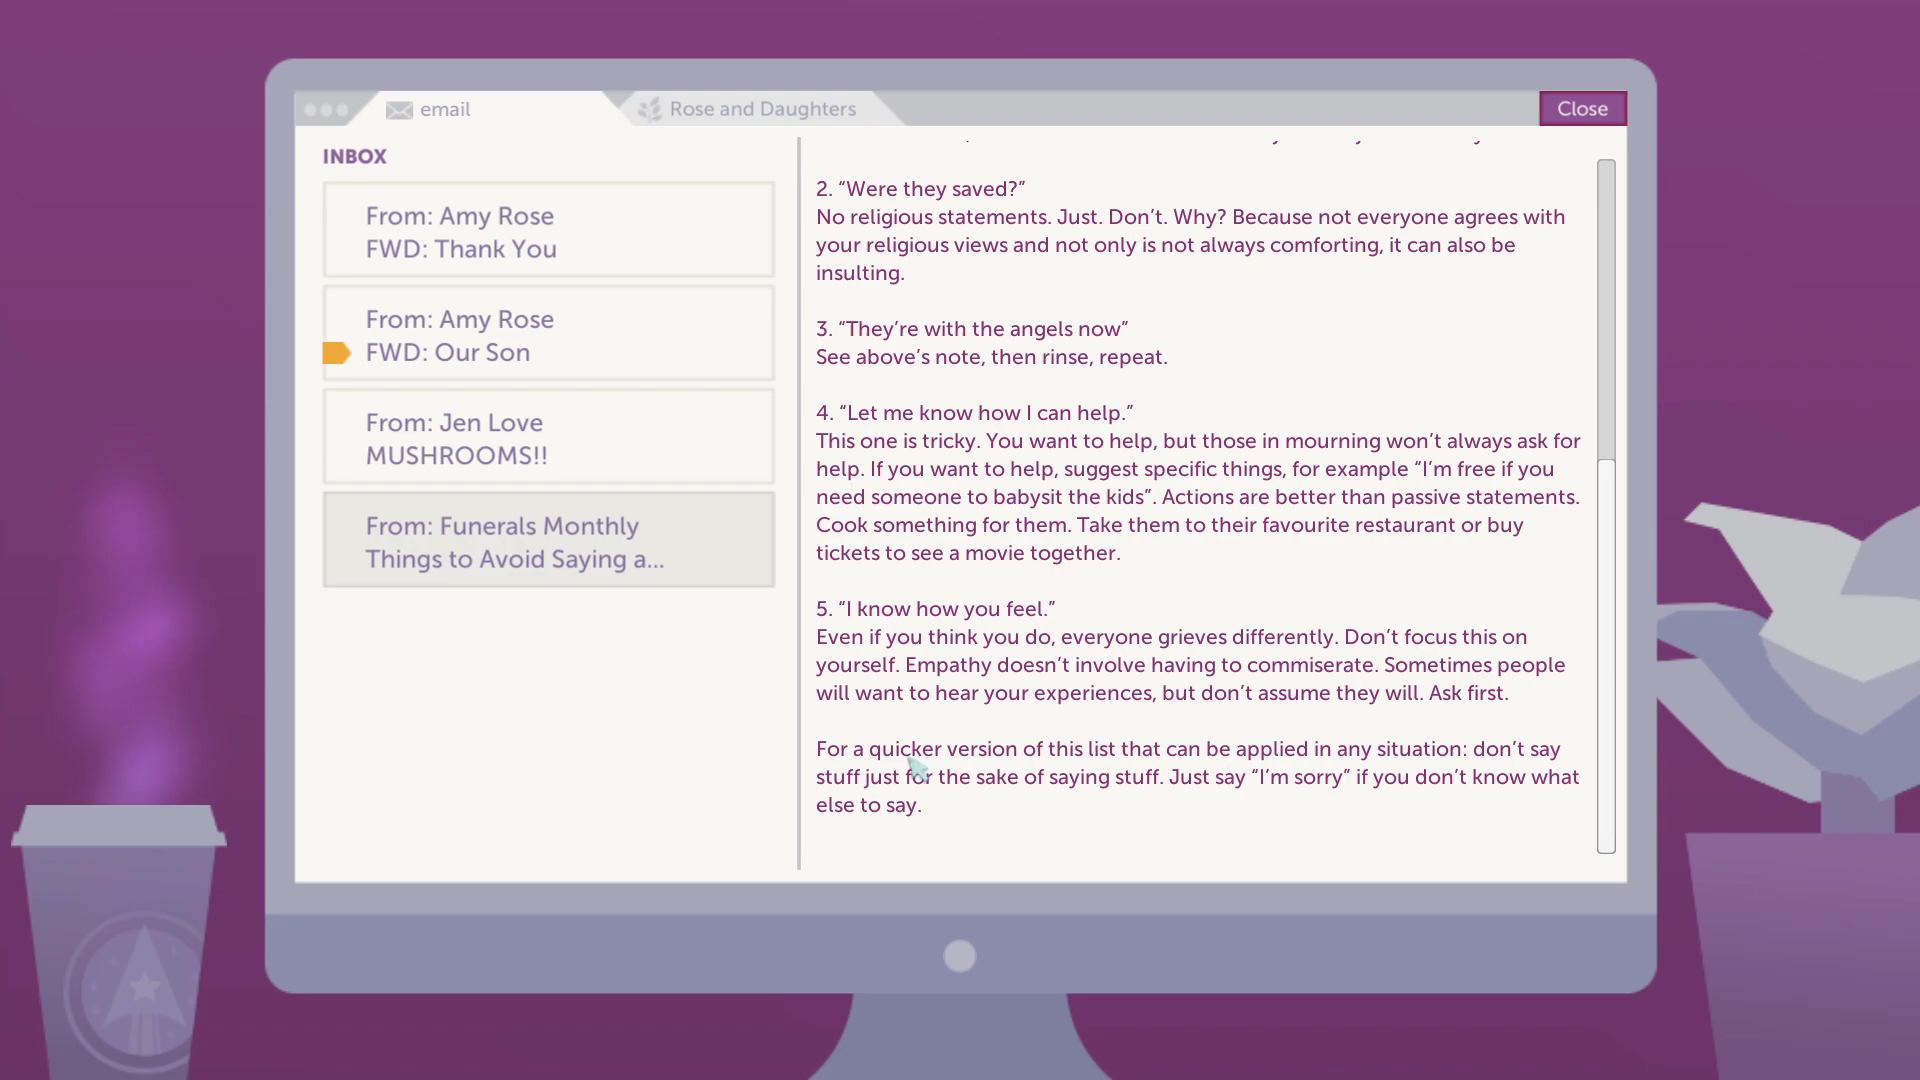 email
Rose and Daughters
Close
INBOX
From: Amy Rose
FWD: Thank You
From: Amy Rose
FWD: Our Son
From: Jen Love
MUSHROOMS!!
From: Funerals Monthly
Things to Avoid Saying a...
2. “Were they saved?”
No religious statements. Just. Don’t. Why? Because not everyone agrees with
your religious views and not only is not always comforting, it can also be
insulting.
3. “They’re with the angels now”
See above’s note, then rinse, repeat.
4. “Let me know how I can help.”
This one is tricky. You want to help, but those in mourning won’t always ask for
help. If you want to help, suggest specific things, for example “I’m free if you
need someone to babysit the kids”. Actions are better than passive statements.
Cook something for them. Take them to their favourite restaurant or buy
tickets to see a movie together.
5. “I know how you feel.”
Even if you think you do, everyone grieves differently. Don’t focus this on
yourself. Empathy doesn’t involve having to commiserate. Sometimes people
will want to hear your experiences, but don’t assume they will. Ask first.
For a quicker version of this list that can be applied in any situation: don’t say
stuff just for the sake of saying stuff. Just say “I’m sorry” if you don’t know what
else to say.